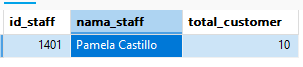 id_staff nama_staff total_customer
1401 Pamela Castillo 10